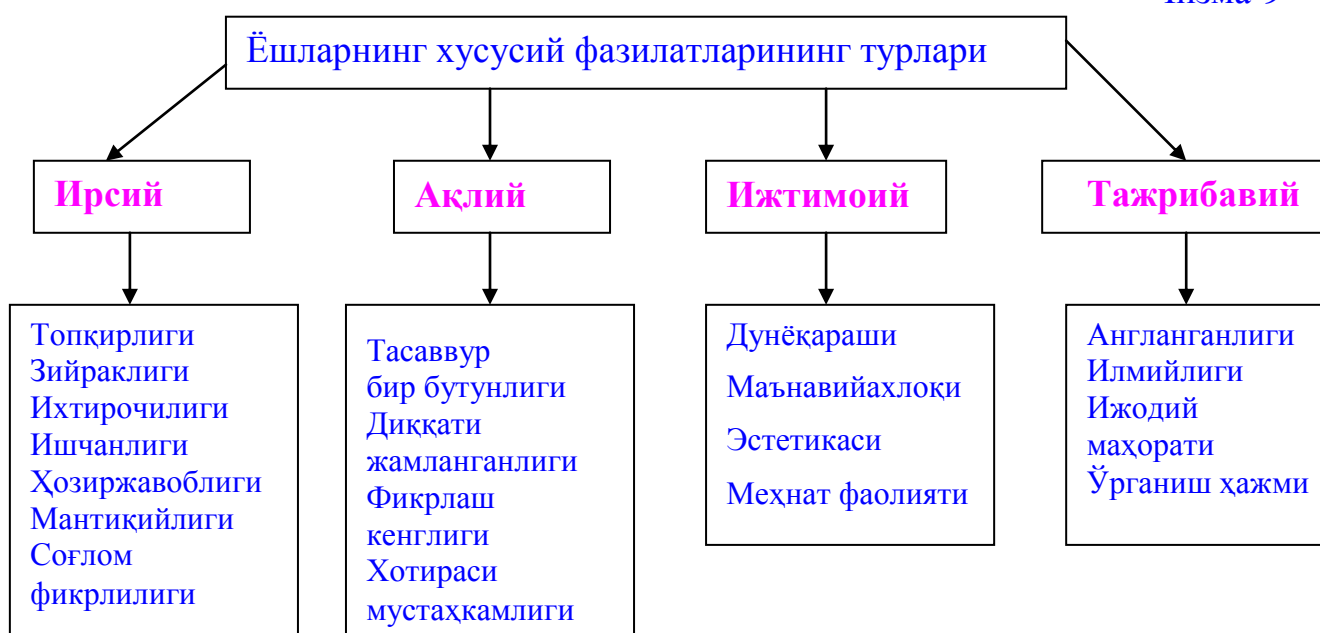 Ёшларнинг хусусий фазилатларининг турлари
Ирсий
Ақлий
Ижтимоий
Тажрибавий
Топқирлиги
Зийраклиги
Ихтирочилиги
Ишчанлиги
Ҳозиржавоблиги
Мантиқийлиги
Соғлом
фикрлилиги
Тасаввур
бир бутунлиги
Диққати
жамланганлиги
Фикрлаш
кенглиги
Хотираси
мустаҳкамлиги
Дунёқараши
Маънавийахлоқи
Эстетикаси
Меҳнат фаолияти
Англанганлиги
Илмийлиги
Ижодий
маҳорати
Ўрганиш ҳажми